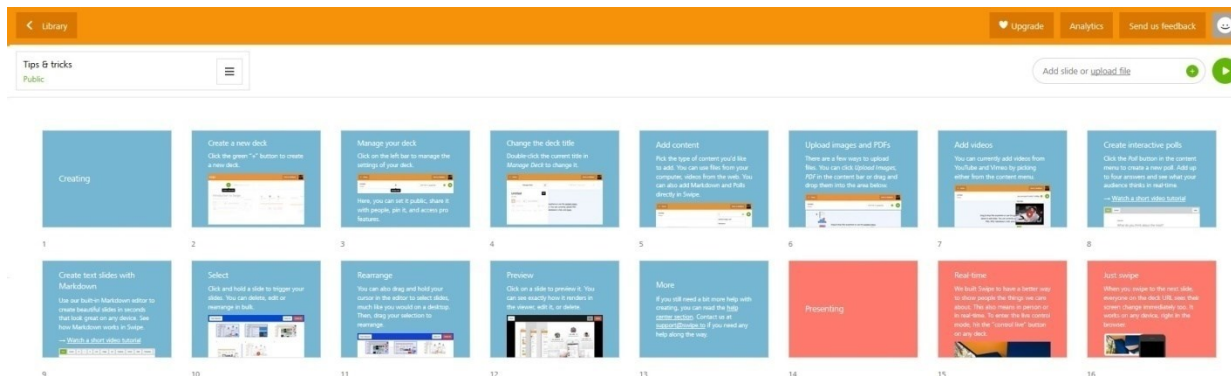 Library
Upgrade
Analytics
Send us feedback
Tips & tricks
Public
Add slide or upload file
Creating
1
Create a new deck
Click the green "+" button to create
a new deck.
2
Manage your deck
Click on the left bar to manage the
settings of your deck.
Here, you can set it public, share it
with people, pin it, and access pro
features.
3
Change the deck title
Double-click the current title in
Manage Deck to change it.
4
Add content
Pick the type of content you'd like
to add. You can use files from your
computer, videos from the web. You
can also add Markdown and Polls
directly in Swipe.
5
Upload images and PDFs
There are a few ways to upload
files. You can click Upload Images,
PDF in the content bar or drag and
drop them into the area below.
6
Add videos
You can currently add videos from
YouTube and Vimeo by picking
either from the content menu.
7
Create interactive polls
Click the Poll button in the content
menu to create a new poll. Add up
to four answers and see what your
audience thinks in real-time.
→ Watch a short video tutorial
8
Create text slides with
Markdown
Use our built-in Markdown editor to
create beautiful slides in seconds
that look great on any device. See
how Markdown works in Swipe.
→ Watch a short video tutorial
9
Select
Click and hold a slide to trigger your
slides. You can delete, edit or
rearrange in bulk.
10
Rearrange
You can also drag and hold your
cursor in the editor to select slides,
much like you would on a desktop.
Then, drag your selection to
rearrange.
11
Preview
Click on a slide to preview it. You
can see exactly how it renders in
the viewer, edit it, or delete.
12
More
If you still need a bit more help with
creating, you can read the help
center section. Contact us at
support@swipe.to if you need any
help along the way.
13
Presenting
14
Real-time
We built Swipe to have a better way
to show people the things we care
about. This also means in person or
in real-time. To enter the live control
mode, hit the "control live" button
on any deck.
15
Just swipe
When you swipe to the next slide,
everyone on the deck URL will see their
screen change immediately too. It
works on any device, right in the
browser.
16